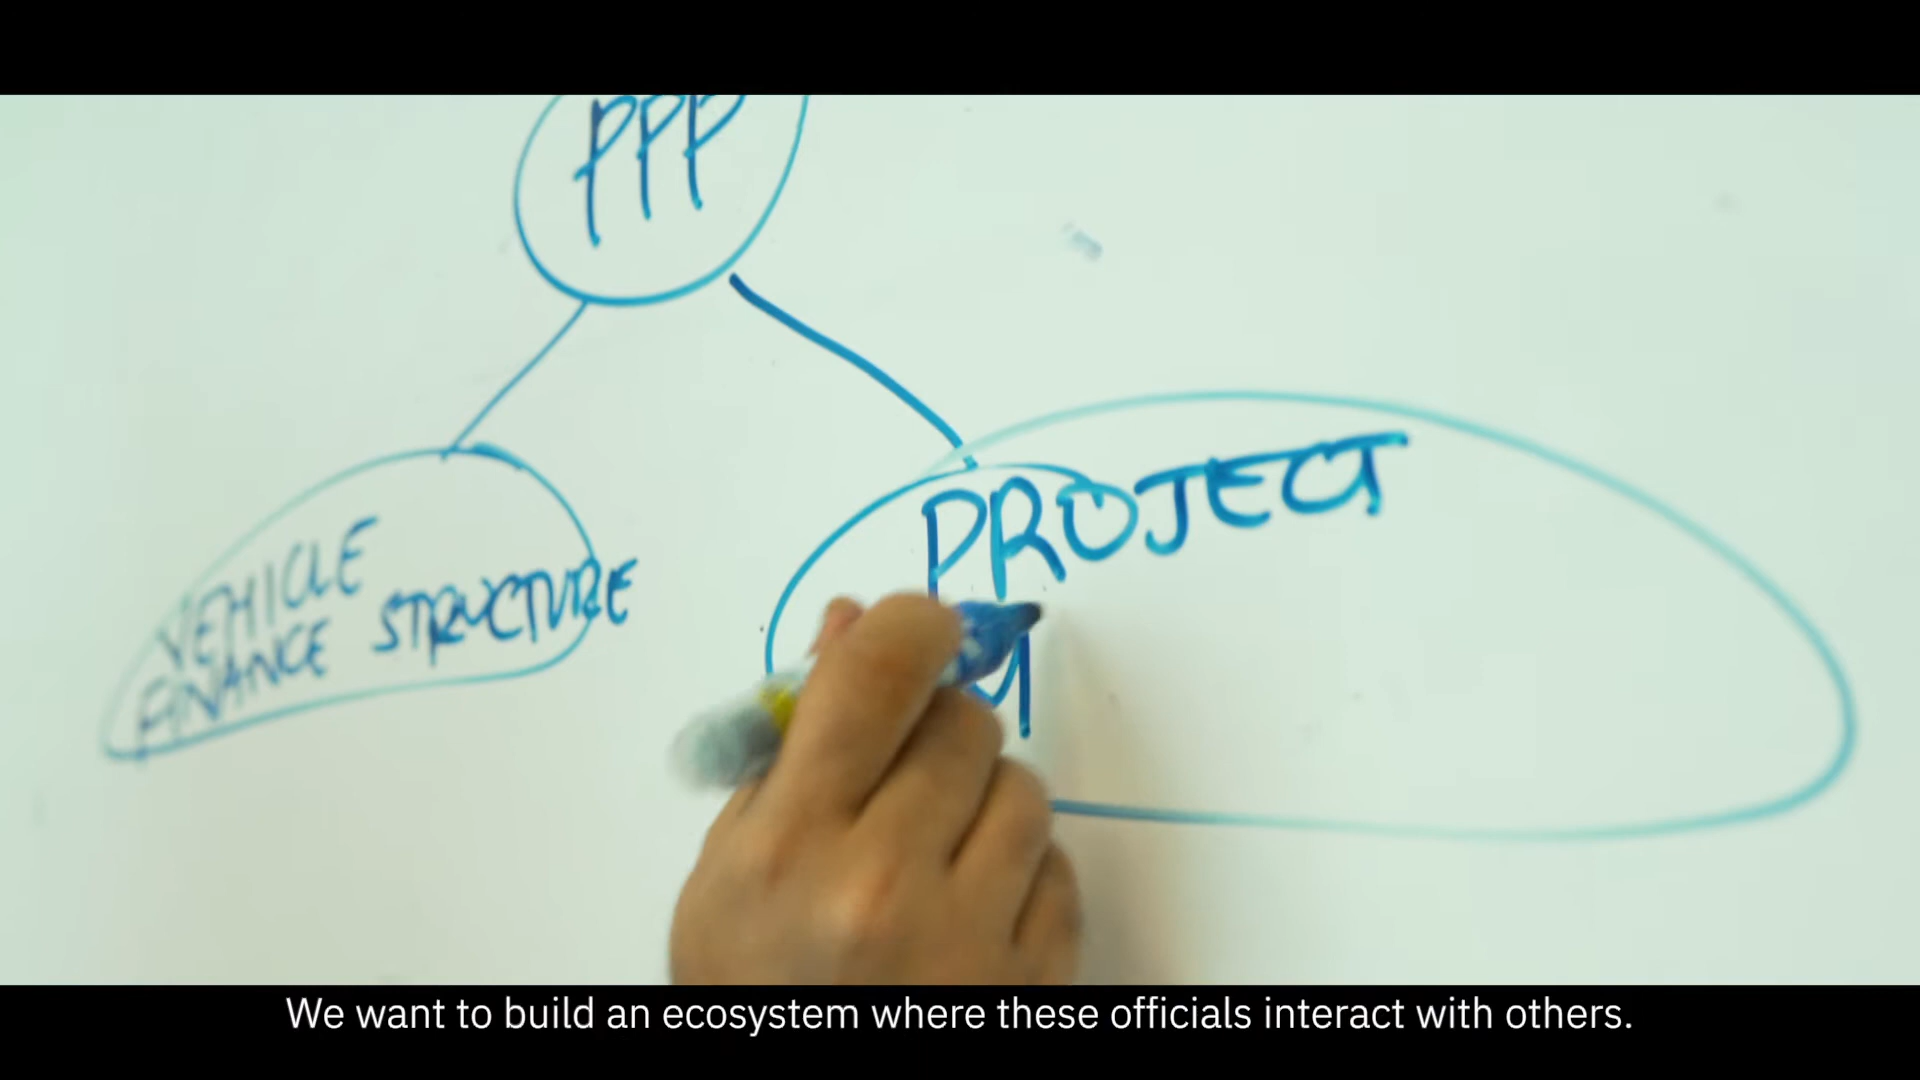 PPP
VEHICLE
FINANCE STRUCTURE
PROJECT
We want to build an ecosystem where these officials interact with others.